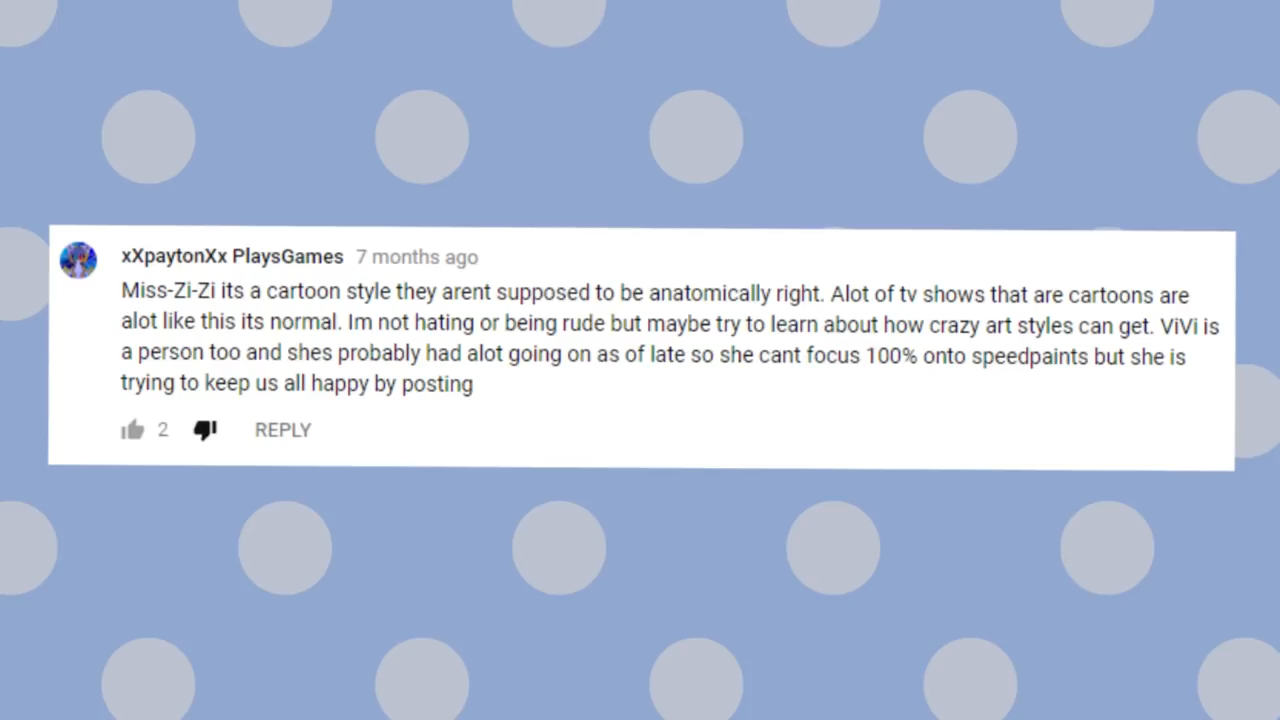 xXpaytonXx PlaysGames 7 months ago
Miss-Zi-Zi its a cartoon style they arent supposed to be anatomically right. Alot of tv shows that are cartoons are
alot like this its normal. Im not hating or being rude but maybe try to learn about how crazy art styles can get. ViVi is
a person too and shes probably had alot going on as of late so she cant focus 100% onto speedpaints but she is
trying to keep us all happy by posting
2 REPLY